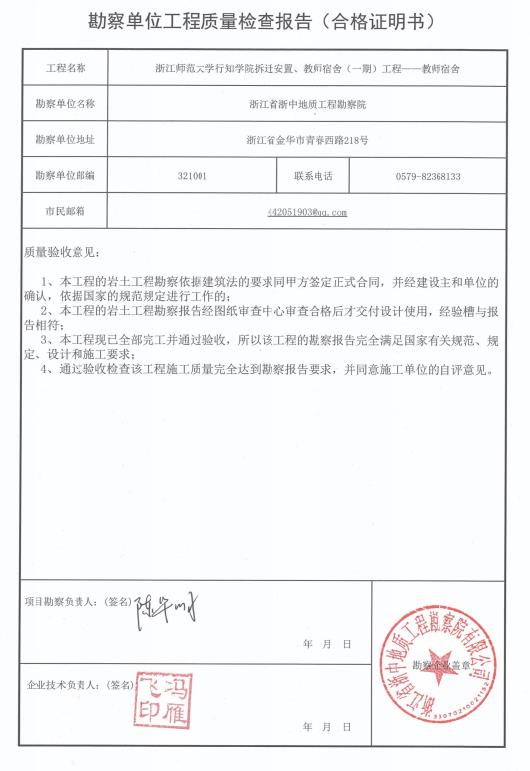 勘察单位工程质量检查报告（合格证明书）
工程名称 浙江师范大学行知学院拆迁安置、教师宿舍（一期）工程——教师宿舍
勘察单位名称 浙江省浙中地质工程勘察院
勘察单位地址 浙江省金华市青春西路218号
勘察单位邮编 321001 联系电话 0579-82368133
市民邮箱 442051903@qq.com
质量验收意见：
1、本工程的岩土工程勘察依据建筑法的要求同甲方签定正式合同，并经建设主和单位的
确认，依据国家的规范规定进行工作的；
2、本工程的岩土工程勘察报告经图纸审查中心审查合格后才交付设计使用，经验槽与报
告相符；
3、本工程现已全部完工并通过验收，所以该工程的勘察报告完全满足国家有关规范、规
定、设计和施工要求；
4、通过验收检查该工程施工质量完全达到勘察报告要求，并同意施工单位的自评意见。
项目勘察负责人：(签名)
年 月 日
企业技术负责人：(签名)
冯雁
飞印
年 月 日
浙江省浙中地质工程勘察院有限公司
勘察企业盖章